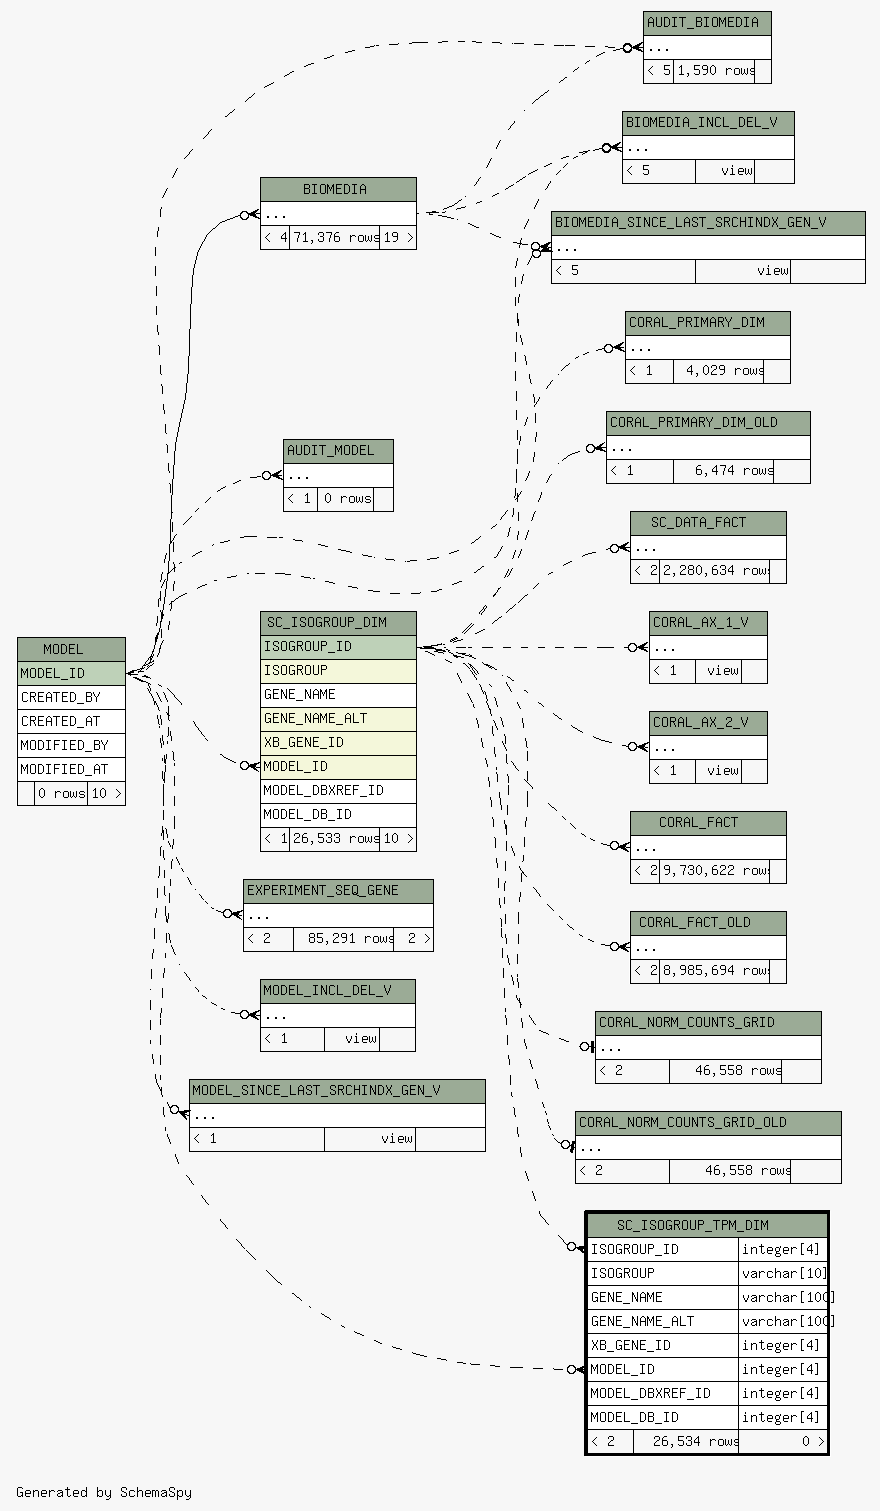 AUDIT_BIOMEDIA
...
< 5 1,590 rows
BIOMEDIA_INCL_DEL_V
...
< 5 view
BIOMEDIA
...
< 4 71,376 rows 19 >
BIOMEDIA_SINCE_LAST_SRCHINDX_GEN_V
...
< 5 view
CORAL_PRIMARY_DIM
...
< 1 4,029 rows
CORAL_PRIMARY_DIM_OLD
...
< 1 6,474 rows
AUDIT_MODEL
...
< 1 0 rows
SC_DATA_FACT
...
< 2 2,280,634 rows
MODEL
MODEL_ID
CREATED_BY
CREATED_AT
MODIFIED_BY
MODIFIED_AT
0 rows 10 >
SC_ISOGROUP_DIM
ISOGROUP_ID
ISOGROUP
GENE_NAME
GENE_NAME_ALT
XB_GENE_ID
MODEL_ID
MODEL_DBXREF_ID
MODEL_DB_ID
< 1 26,533 rows 10 >
CORAL_AX_1_V
...
< 1 view
CORAL_AX_2_V
...
< 1 view
CORAL_FACT
...
< 2 9,730,622 rows
EXPERIMENT_SEQ_GENE
...
< 2 85,291 rows 2 >
CORAL_FACT_OLD
...
< 2 8,985,694 rows
MODEL_INCL_DEL_V
...
< 1 view
CORAL_NORM_COUNTS_GRID
...
< 2 46,558 rows
MODEL_SINCE_LAST_SRCHINDX_GEN_V
...
< 1 view
CORAL_NORM_COUNTS_GRID_OLD
...
< 2 46,558 rows
SC_ISOGROUP_TPM_DIM
ISOGROUP_ID integer[4]
ISOGROUP varchar[10]
GENE_NAME varchar[100]
GENE_NAME_ALT varchar[100]
XB_GENE_ID integer[4]
MODEL_ID integer[4]
MODEL_DBXREF_ID integer[4]
MODEL_DB_ID integer[4]
< 2 26,534 rows 0 >
Generated by SchemaSpy